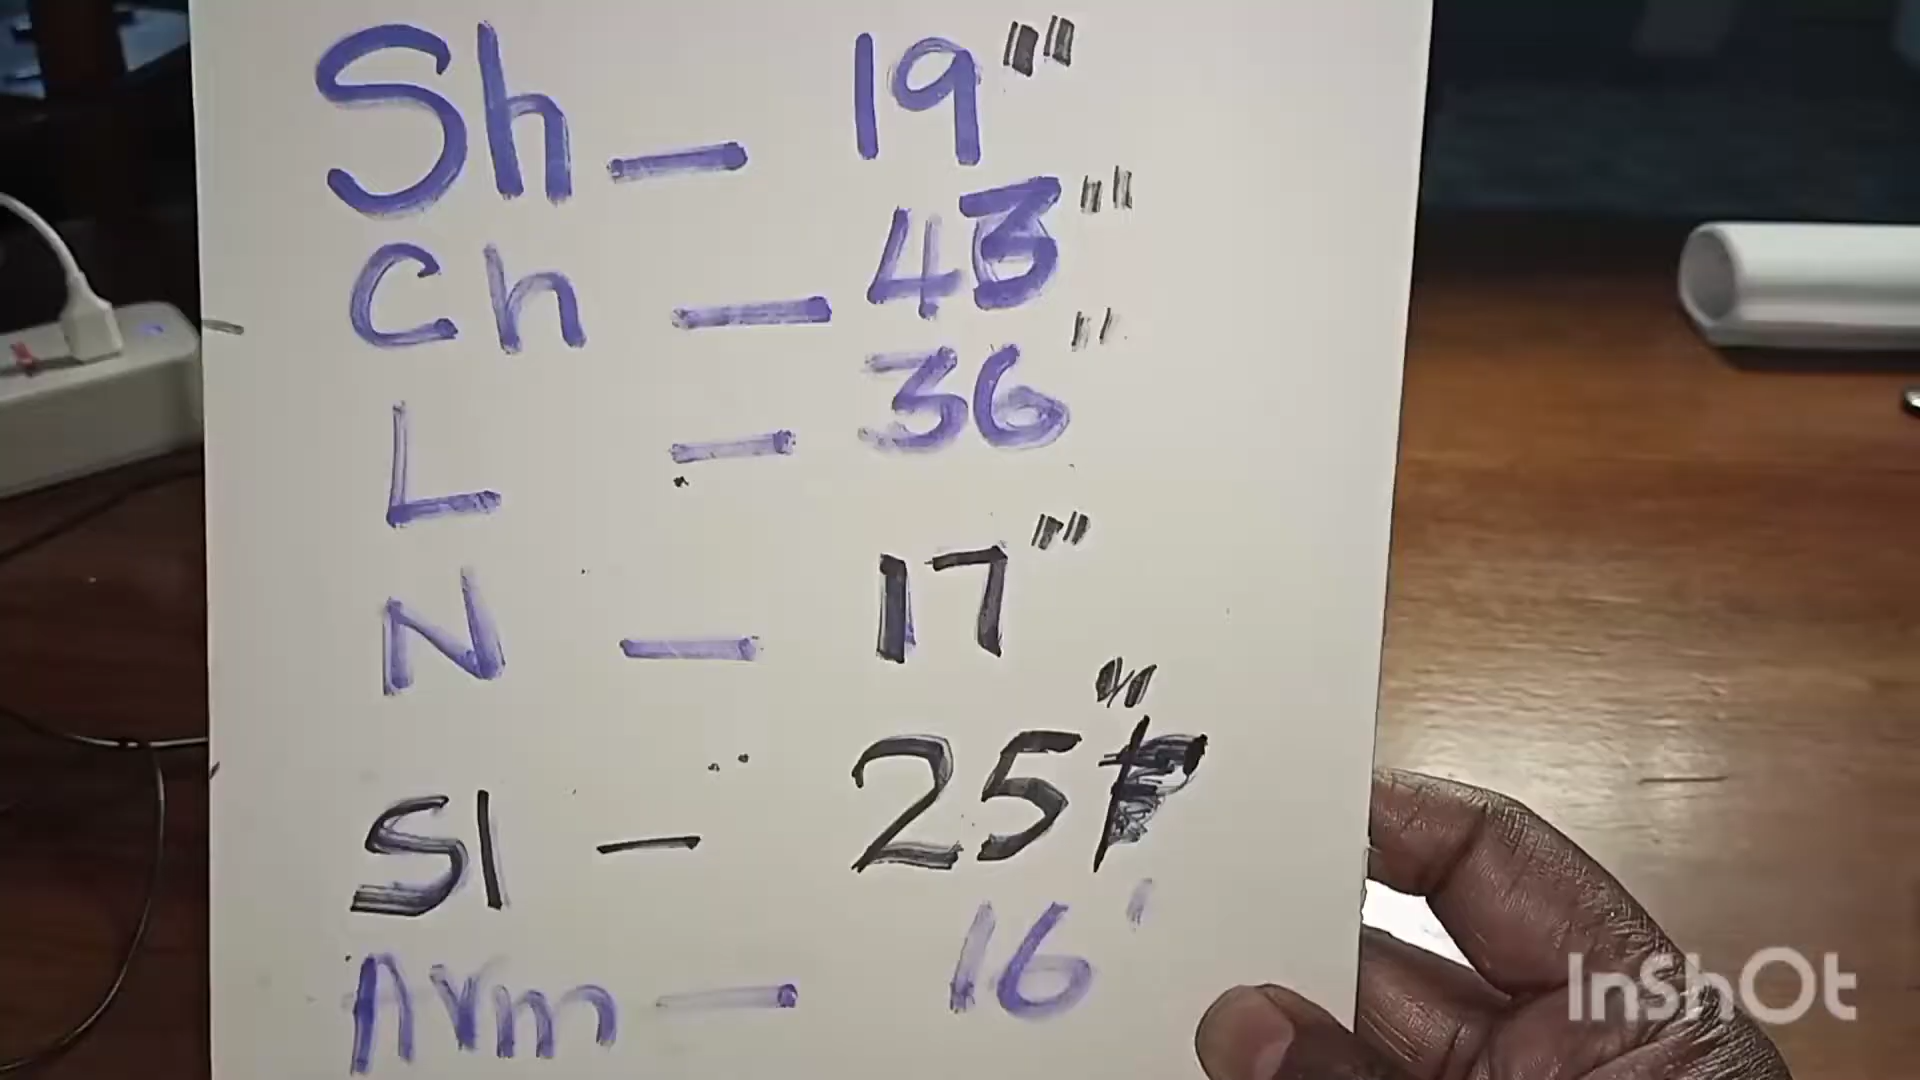 Sh - 19"
Ch - 43"
L - 36"
N - 17"
Sl - 25"
Arm - 16'
InShOt